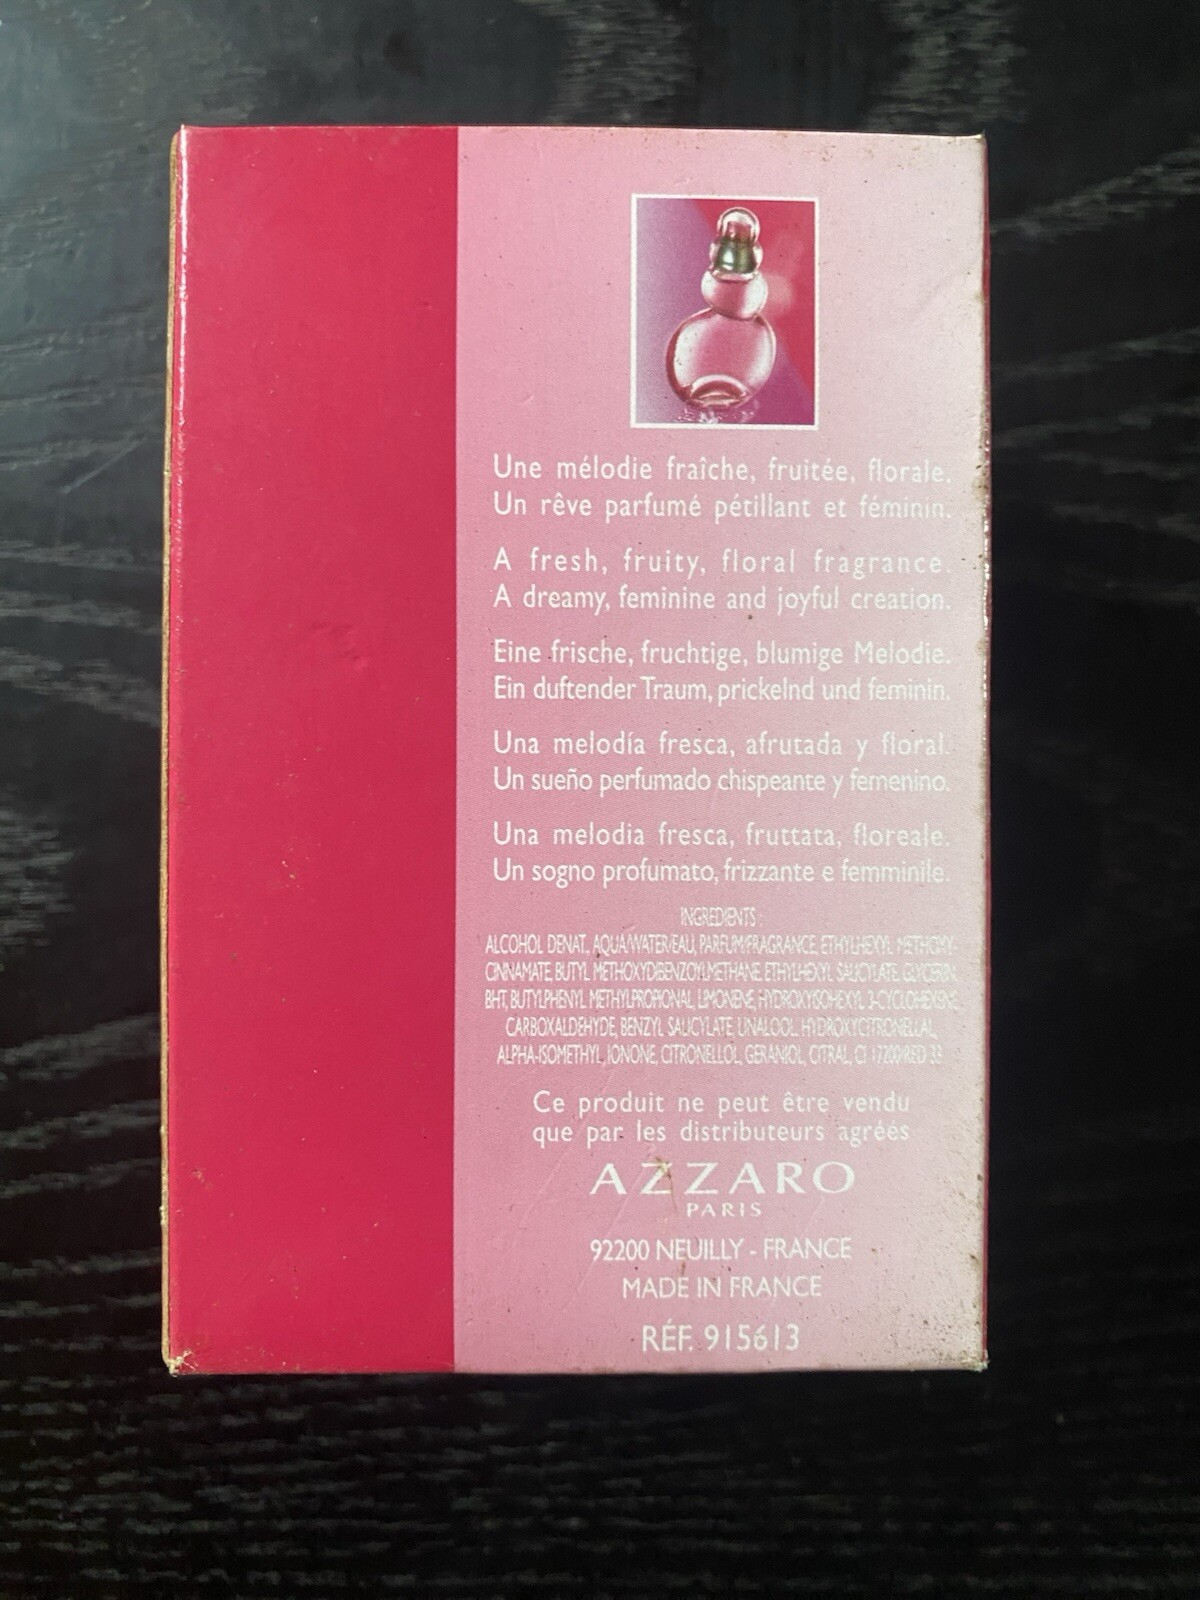 Une mélodie fraîche, fruitée, florale.
Un rêve parfumé pétillant et féminin.
A fresh, fruity, floral fragrance.
A dreamy, feminine and joyful creation.
Eine frische, fruchtige, blumige Melodie.
Ein duftender Traum, prickelnd und feminin.
Una melodía fresca, afrutada y floral.
Un sueño perfumado chispeante y femenino.
Una melodia fresca, fruttata, floreale.
Un sogno profumato, frizzante e femminile.
INGREDIENTS :
ALCOHOL DENAT., AQUA/WATER/EAU, PARFUM/FRAGRANCE, ETHYLHEXYL METHOXY-
CINNAMATE, BUTYL METHOXYDIBENZOYLMETHANE, ETHYLHEXYL SALICYLATE, GLYCERIN,
BHT, BUTYLPHENYL METHYLPROPIONAL, LIMONENE, HYDROXYISOHEXYL 3-CYCLOHEXENE
CARBOXALDEHYDE, BENZYL SALICYLATE, LINALOOL, HYDROXYCITRONELLAL,
ALPHA-ISOMETHYL IONONE, CITRONELLOL, GERANIOL, CITRAL, CI 17200/RED 33
Ce produit ne peut être vendu
que par les distributeurs agréés
AZZARO
PARIS
92200 NEUILLY - FRANCE
MADE IN FRANCE
RÉF. 915613